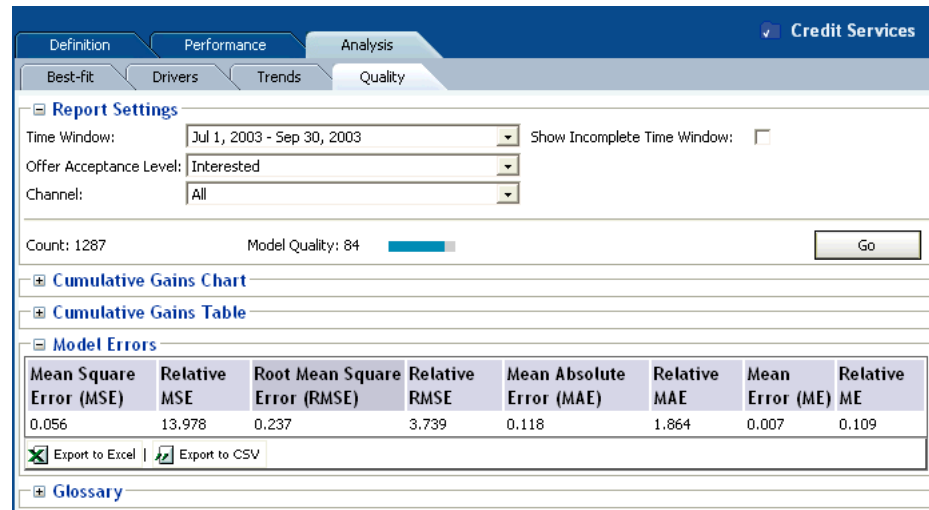 Credit Services
Definition Performance Analysis
Best-fit Drivers Trends Quality
Report Settings
Time Window: Jul 1, 2003 - Sep 30, 2003 Show Incomplete Time Window:
Offer Acceptance Level: Interested
Channel: All
Count: 1287 Model Quality: 84 Go
Cumulative Gains Chart
Cumulative Gains Table
Model Errors
Mean Square Relative Root Mean Square Relative Mean Absolute Relative Mean Relative
Error (MSE) MSE Error (RMSE) RMSE Error (MAE) MAE Error (ME) ME
0.056 13.978 0.237 3.739 0.118 1.864 0.007 0.109
Export to Excel | Export to CSV
Glossary